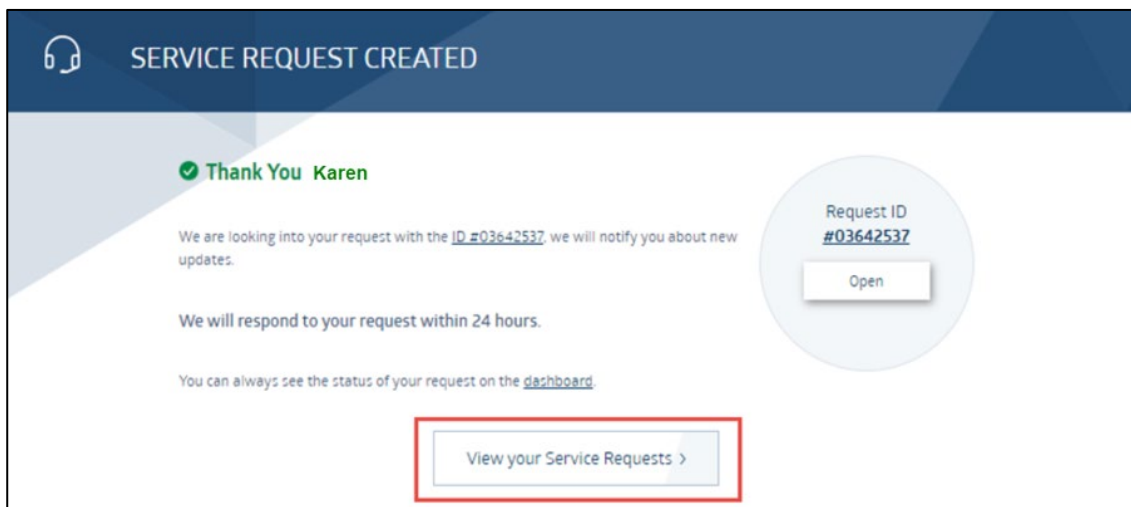 SERVICE REQUEST CREATED
Thank You Karen
We are looking into your request with the ID #03642537, we will notify you about new
updates.
We will respond to your request within 24 hours.
You can always see the status of your request on the dashboard.
Request ID
#03642537
Open
View your Service Requests >